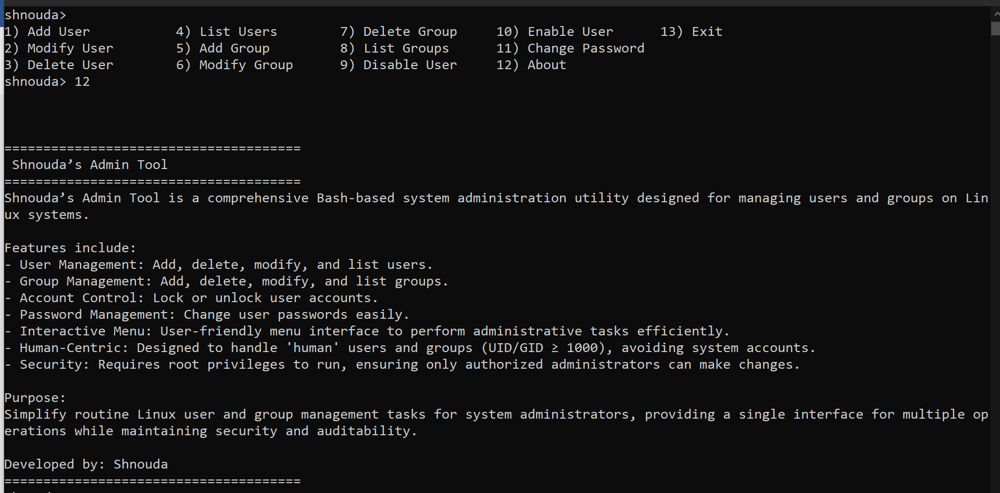 shnouda>
1) Add User           4) List Users        7) Delete Group     10) Enable User      13) Exit
2) Modify User        5) Add Group         8) List Groups      11) Change Password
3) Delete User        6) Modify Group      9) Disable User     12) About
shnouda> 12
======================================
 Shnouda’s Admin Tool
======================================
Shnouda’s Admin Tool is a comprehensive Bash-based system administration utility designed for managing users and groups on Lin
ux systems.
Features include:
- User Management: Add, delete, modify, and list users.
- Group Management: Add, delete, modify, and list groups.
- Account Control: Lock or unlock user accounts.
- Password Management: Change user passwords easily.
- Interactive Menu: User-friendly menu interface to perform administrative tasks efficiently.
- Human-Centric: Designed to handle 'human' users and groups (UID/GID ≥ 1000), avoiding system accounts.
- Security: Requires root privileges to run, ensuring only authorized administrators can make changes.
Purpose:
Simplify routine Linux user and group management tasks for system administrators, providing a single interface for multiple op
erations while maintaining security and auditability.
Developed by: Shnouda
======================================